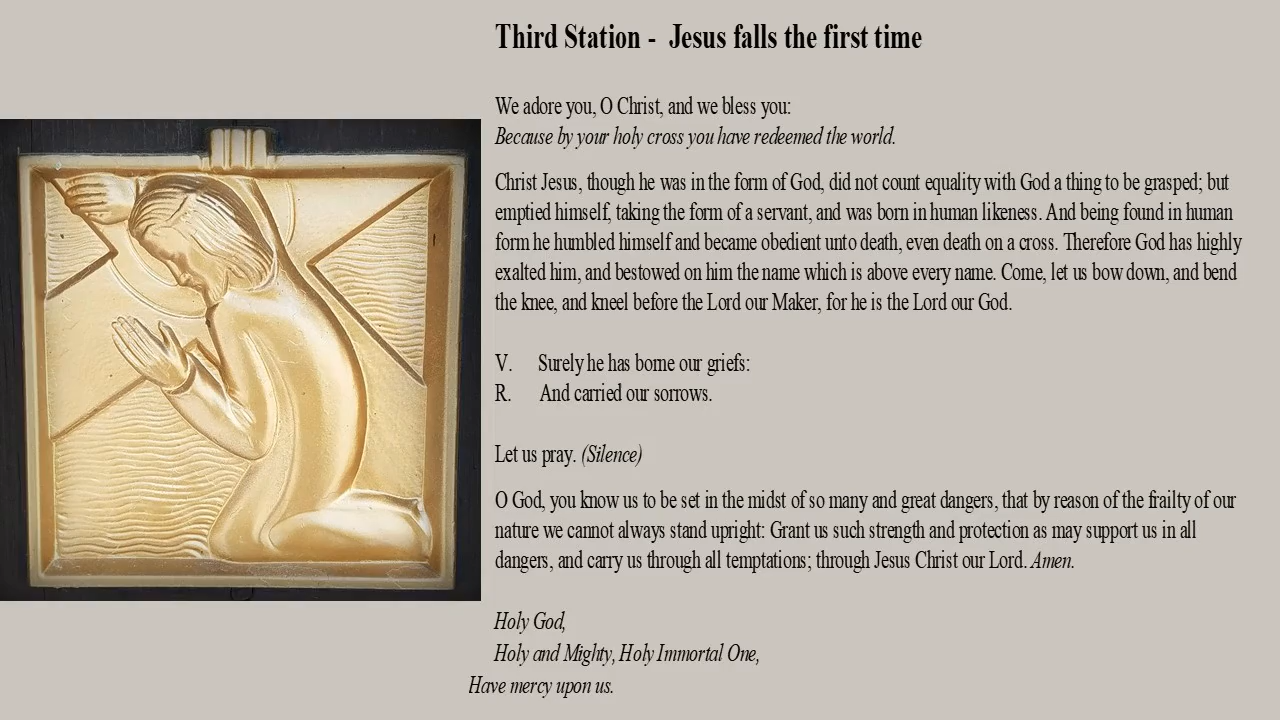 Third Station - Jesus falls the first time
We adore you, O Christ, and we bless you:
Because by your holy cross you have redeemed the world.
Christ Jesus, though he was in the form of God, did not count equality with God a thing to be grasped; but
emptied himself, taking the form of a servant, and was born in human likeness. And being found in human
form he humbled himself and became obedient unto death, even death on a cross. Therefore God has highly
exalted him, and bestowed on him the name which is above every name. Come, let us bow down, and bend
the knee, and kneel before the Lord our Maker, for he is the Lord our God.
V. Surely he has borne our griefs:
R. And carried our sorrows.
Let us pray. (Silence)
O God, you know us to be set in the midst of so many and great dangers, that by reason of the frailty of our
nature we cannot always stand upright: Grant us such strength and protection as may support us in all
dangers, and carry us through all temptations; through Jesus Christ our Lord. Amen.
Holy God,
Holy and Mighty, Holy Immortal One,
Have mercy upon us.